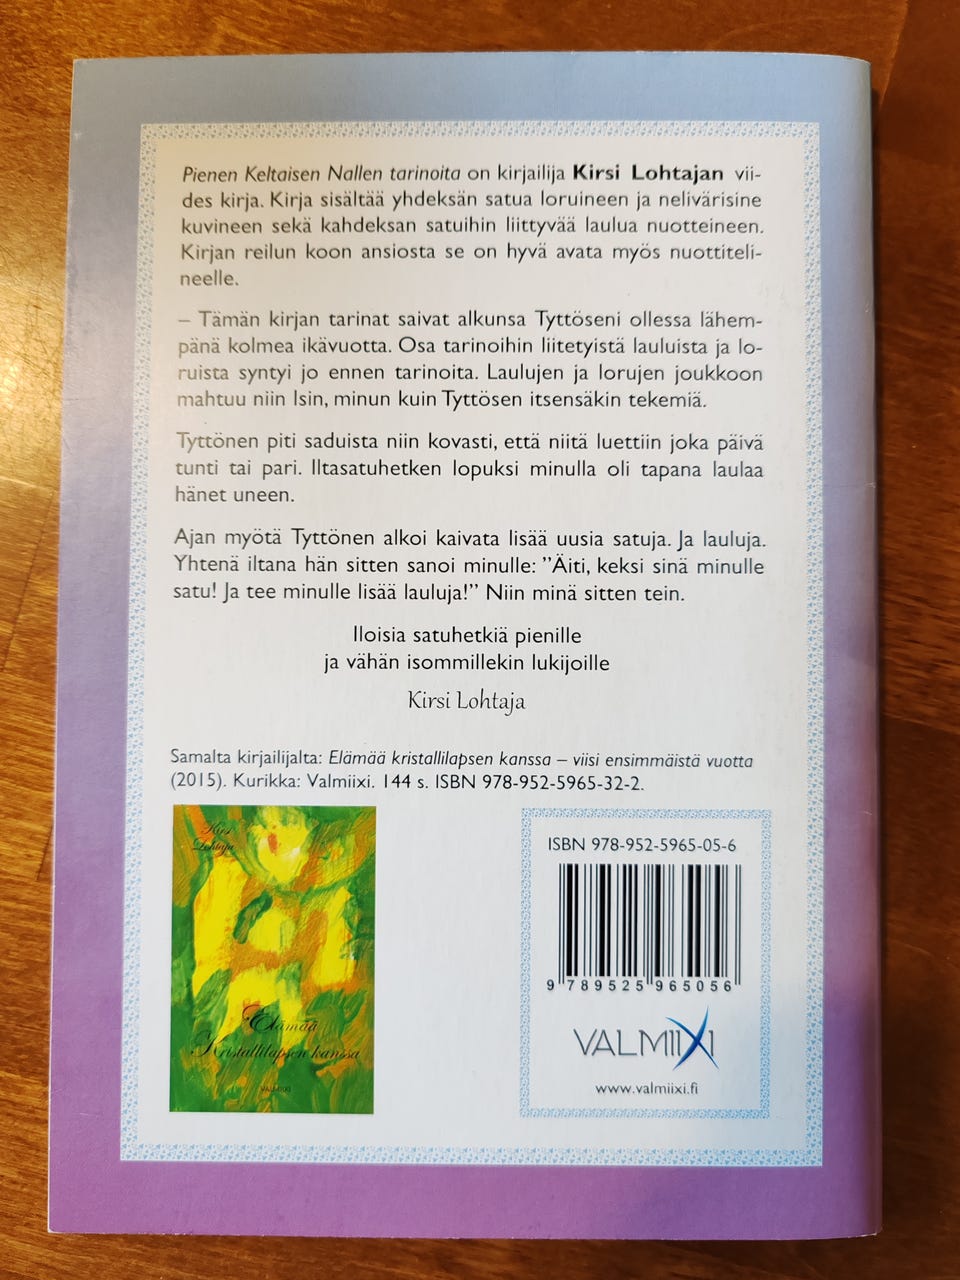 Pienen Keltaisen Nallen tarinoita on kirjailija Kirsi Lohtajan vii-
des kirja. Kirja sisältää yhdeksän satua loruineen ja nelivärisine
kuvineen sekä kahdeksan satuihin liittyvää laulua nuotteineen.
Kirjan reilun koon ansiosta se on hyvä avata myös nuottiteli-
neelle.
– Tämän kirjan tarinat saivat alkunsa Tyttöseni ollessa lähem-
pänä kolmea ikävuotta. Osa tarinoihin liitetyistä lauluista ja lo-
ruista syntyi jo ennen tarinoita. Laulujen ja lorujen joukkoon
mahtuu niin Isin, minun kuin Tyttösen itsensäkin tekemiä.
Tyttönen piti saduista niin kovasti, että niitä luettiin joka päivä
tunti tai pari. Iltasatuhetken lopuksi minulla oli tapana laulaa
hänet uneen.
Ajan myötä Tyttönen alkoi kaivata lisää uusia satuja. Ja lauluja.
Yhtenä iltana hän sitten sanoi minulle: ”Äiti, keksi sinä minulle
satu! Ja tee minulle lisää lauluja!” Niin minä sitten tein.
Iloisia satuhetkiä pienille
ja vähän isommillekin lukijoille
Kirsi Lohtaja
Samalta kirjailijalta: Elämää kristallilapsen kanssa – viisi ensimmäistä vuotta
(2015). Kurikka: Valmiixi. 144 s. ISBN 978-952-5965-32-2.
Kirsi
Lohtaja
Elämää
Kristallilapsen kanssa
VALMIIXI
ISBN 978-952-5965-05-6
9 789525 965056
VALMIIXI
www.valmiixi.fi